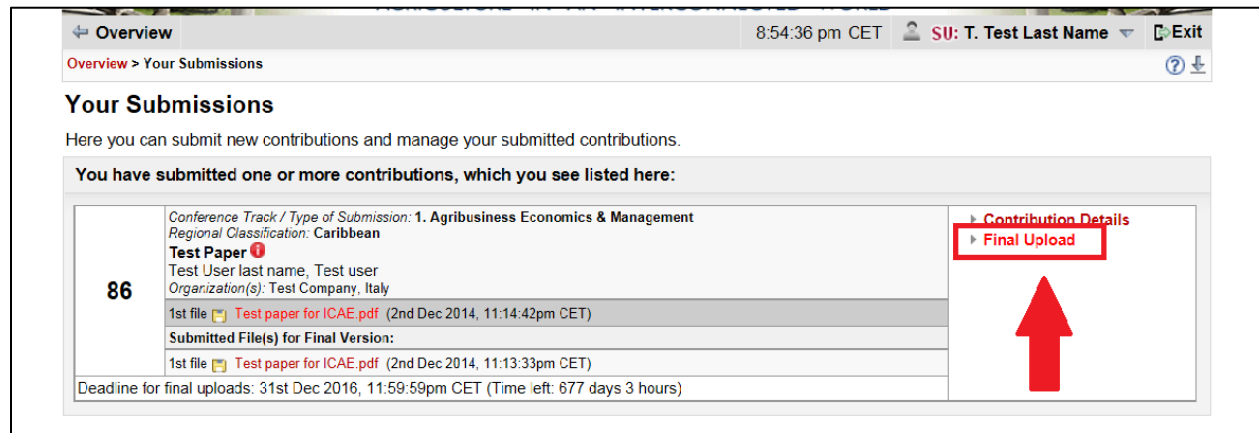 AGRICULTURE IN AN INTERCONNECTED WORLD
Overview 8:54:36 pm CET SU: T. Test Last Name Exit
Overview > Your Submissions
Your Submissions
Here you can submit new contributions and manage your submitted contributions.
You have submitted one or more contributions, which you see listed here:
86
Conference Track / Type of Submission: 1. Agribusiness Economics & Management
Regional Classification: Caribbean
Test Paper
Test User last name, Test user
Organization(s): Test Company, Italy
1st file Test paper for ICAE.pdf (2nd Dec 2014, 11:14:42pm CET)
Submitted File(s) for Final Version:
1st file Test paper for ICAE.pdf (2nd Dec 2014, 11:13:33pm CET)
Contribution Details
Final Upload
Deadline for final uploads: 31st Dec 2016, 11:59:59pm CET (Time left: 677 days 3 hours)